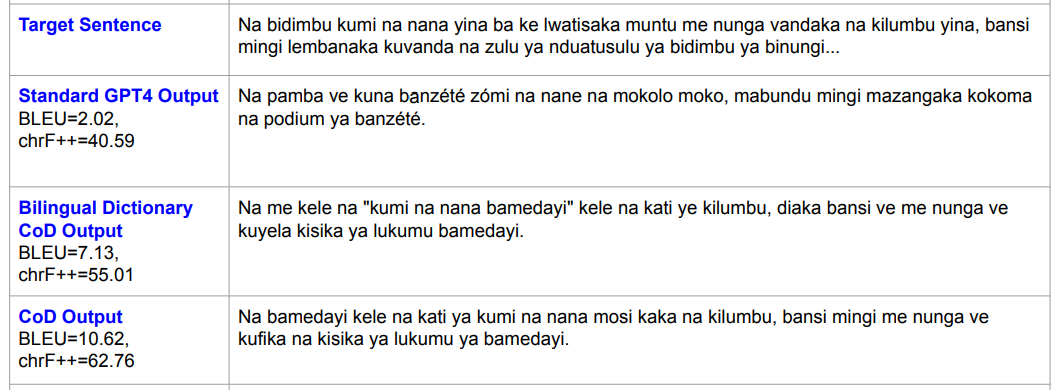 Target Sentence
Na bidimbu kumi na nana yina ba ke lwatisaka muntu me nunga vandaka na kilumbu yina, bansi
mingi lembanaka kuvanda na zulu ya nduatusulu ya bidimbu ya binungi...
Standard GPT4 Output
BLEU=2.02,
chrF++=40.59
Na pamba ve kuna bǎnzété zómi na nane na mokolo moko, mabundu mingi mazangaka kokoma
na podium ya banzété.
Bilingual Dictionary
CoD Output
BLEU=7.13,
chrF++=55.01
Na me kele na "kumi na nana bamedayi" kele na kati ye kilumbu, diaka bansi ve me nunga ve
kuyela kisika ya lukumu bamedayi.
CoD Output
BLEU=10.62,
chrF++=62.76
Na bamedayi kele na kati ya kumi na nana mosi kaka na kilumbu, bansi mingi me nunga ve
kufika na kisika ya lukumu ya bamedayi.